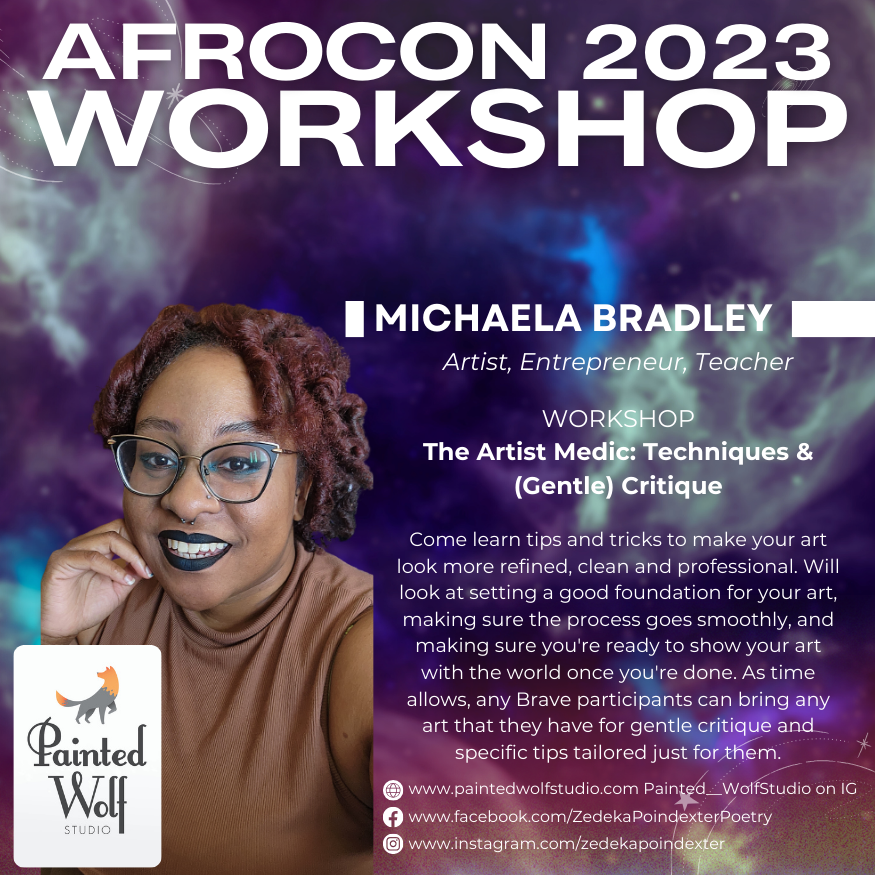 AFROCON 2023
WORKSHOP
MICHAELA BRADLEY
Artist, Entrepreneur, Teacher
WORKSHOP
The Artist Medic: Techniques &
(Gentle) Critique
Come learn tips and tricks to make your art
look more refined, clean and professional. Will
look at setting a good foundation for your art,
making sure the process goes smoothly, and
making sure you're ready to show your art
with the world once you're done. As time
allows, any Brave participants can bring any
art that they have for gentle critique and
specific tips tailored just for them.
www.paintedwolfstudio.com Painted__WolfStudio on IG
www.facebook.com/ZedekaPoindexterPoetry
www.instagram.com/zedekapoindexter
Painted
Wolf
STUDIO